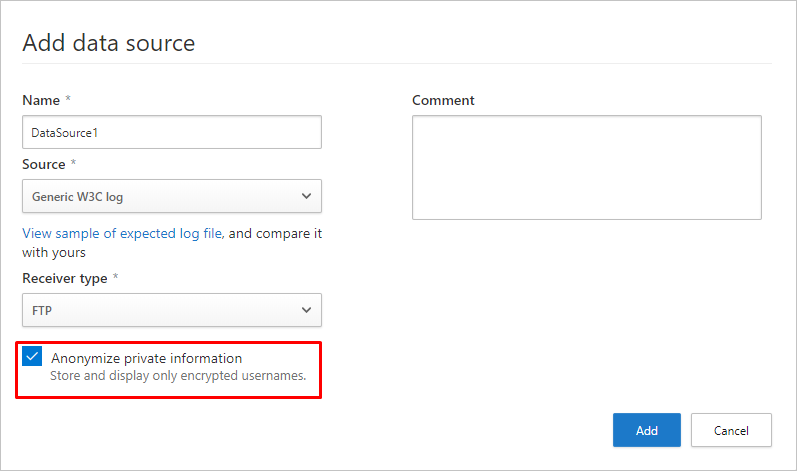 Add data source
Name *
DataSource1
Source *
Generic W3C log
View sample of expected log file, and compare it
with yours
Receiver type *
FTP
Anonymize private information
Store and display only encrypted usernames.
Comment
Add
Cancel